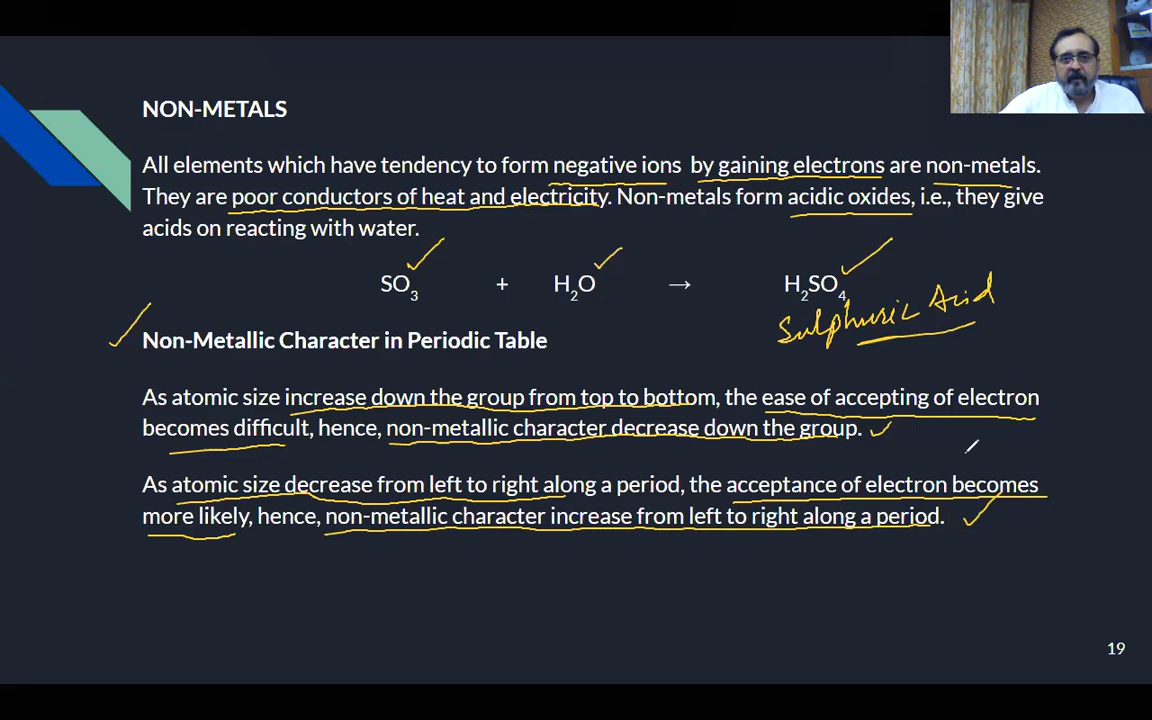 NON-METALS
All elements which have tendency to form negative ions by gaining electrons are non-metals.
They are poor conductors of heat and electricity. Non-metals form acidic oxides, i.e., they give
acids on reacting with water.
SO₃ + H₂O → H₂SO₄
Sulphuric Acid
Non-Metallic Character in Periodic Table
As atomic size increase down the group from top to bottom, the ease of accepting of electron
becomes difficult, hence, non-metallic character decrease down the group.
As atomic size decrease from left to right along a period, the acceptance of electron becomes
more likely, hence, non-metallic character increase from left to right along a period.
19